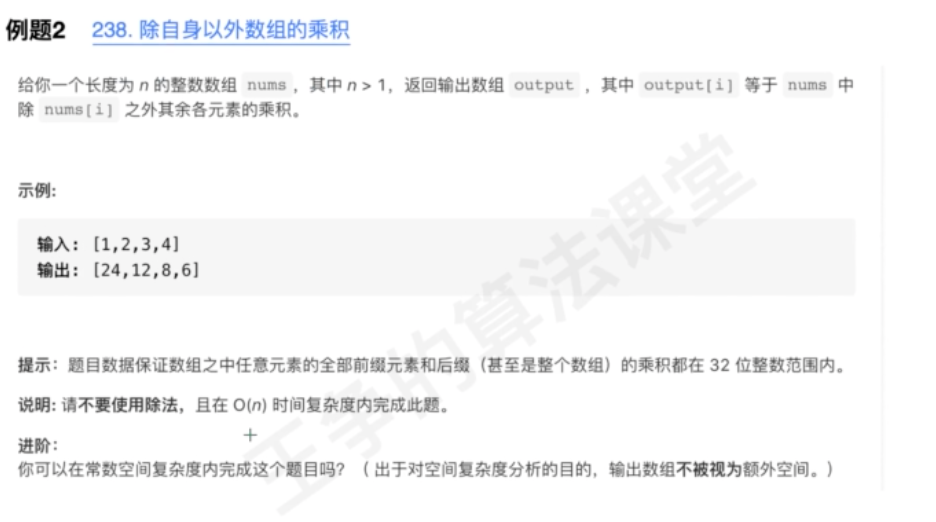 例题2 238. 除自身以外数组的乘积
给你一个长度为 n 的整数数组 nums ，其中 n > 1，返回输出数组 output ，其中 output[i] 等于 nums 中
除 nums[i] 之外其余各元素的乘积。
示例:
输入: [1,2,3,4]
输出: [24,12,8,6]
提示：题目数据保证数组之中任意元素的全部前缀元素和后缀（甚至是整个数组）的乘积都在 32 位整数范围内。
说明: 请不要使用除法，且在 O(n) 时间复杂度内完成此题。
进阶：
你可以在常数空间复杂度内完成这个题目吗？（ 出于对空间复杂度分析的目的，输出数组不被视为额外空间。）
王争的算法课堂